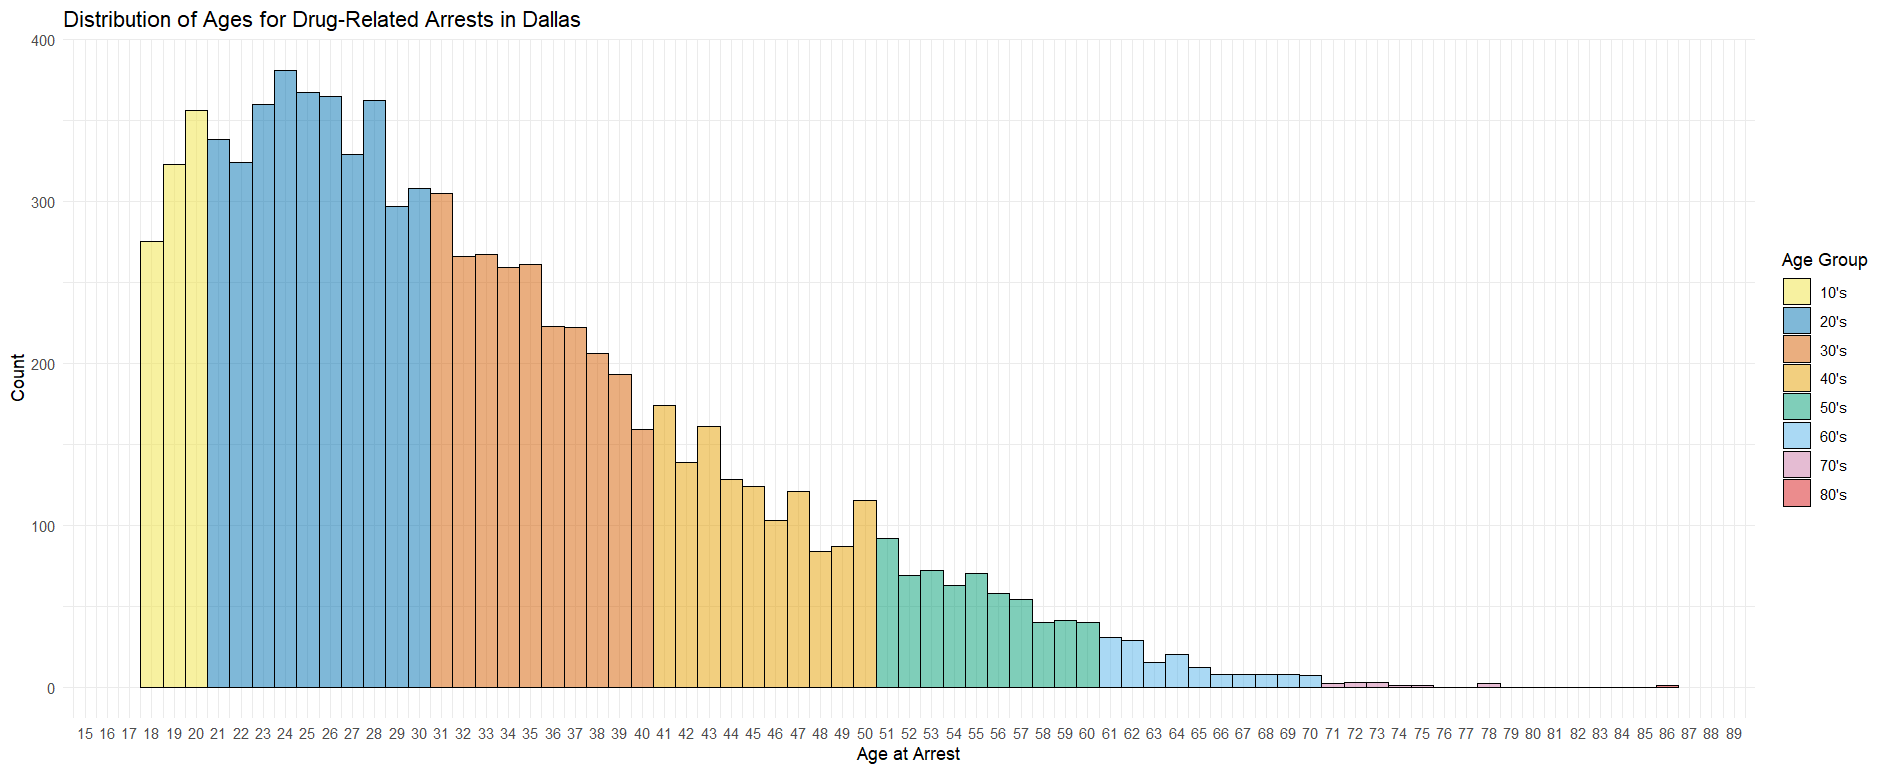 Distribution of Ages for Drug-Related Arrests in Dallas
400
300
200
100
0
Count
15 16 17 18 19 20 21 22 23 24 25 26 27 28 29 30 31 32 33 34 35 36 37 38 39 40 41 42 43 44 45 46 47 48 49 50 51 52 53 54 55 56 57 58 59 60 61 62 63 64 65 66 67 68 69 70 71 72 73 74 75 76 77 78 79 80 81 82 83 84 85 86 87 88 89
Age at Arrest
Age Group
10's
20's
30's
40's
50's
60's
70's
80's